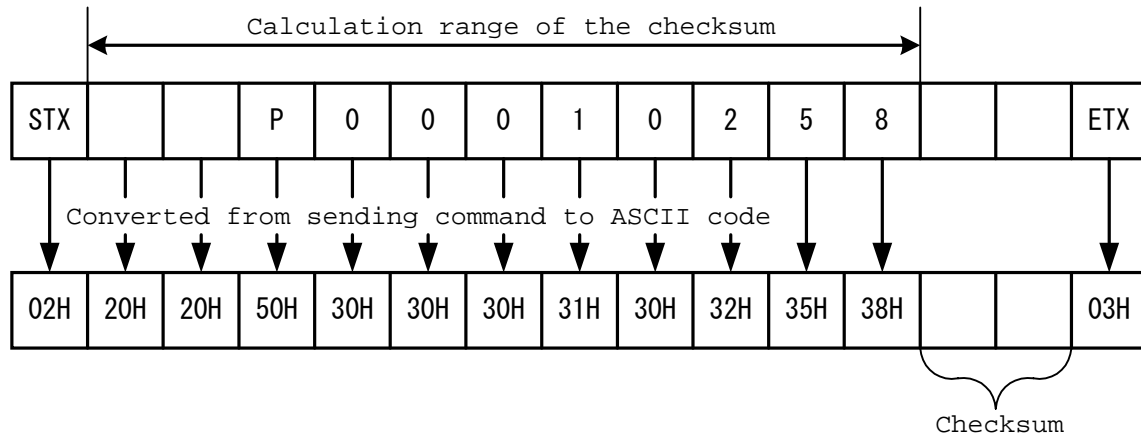 Calculation range of the checksum
STX P 0 0 0 1 0 2 5 8 ETX
Converted from sending command to ASCII code
02H 20H 20H 50H 30H 30H 30H 31H 30H 32H 35H 38H 03H
Checksum